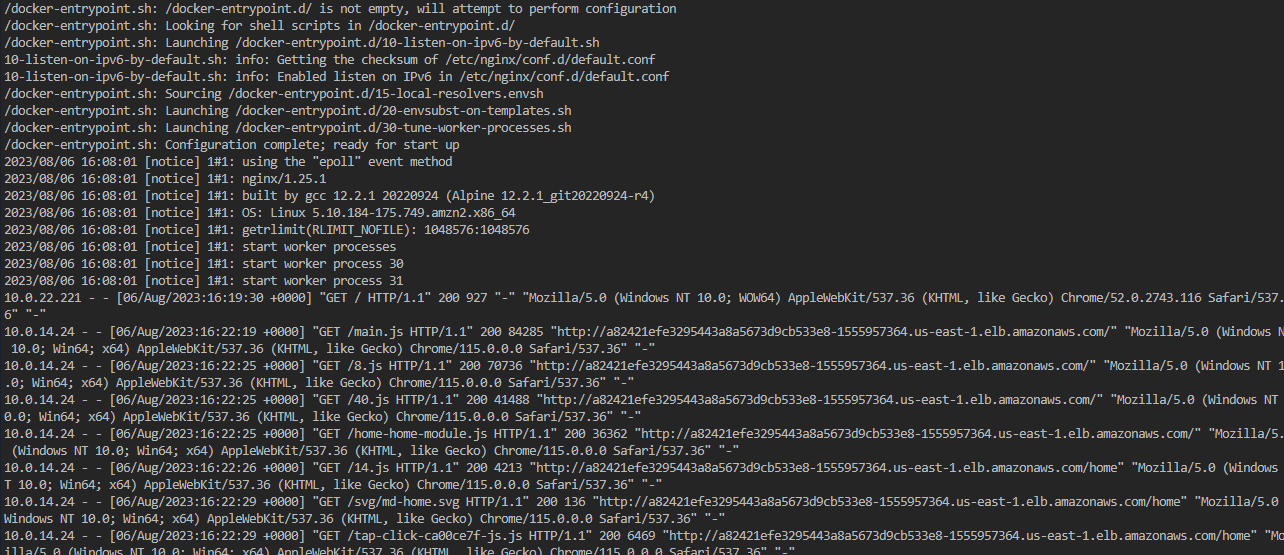 /docker-entrypoint.sh: /docker-entrypoint.d/ is not empty, will attempt to perform configuration
/docker-entrypoint.sh: Looking for shell scripts in /docker-entrypoint.d/
/docker-entrypoint.sh: Launching /docker-entrypoint.d/10-listen-on-ipv6-by-default.sh
10-listen-on-ipv6-by-default.sh: info: Getting the checksum of /etc/nginx/conf.d/default.conf
10-listen-on-ipv6-by-default.sh: info: Enabled listen on IPv6 in /etc/nginx/conf.d/default.conf
/docker-entrypoint.sh: Sourcing /docker-entrypoint.d/15-local-resolvers.envsh
/docker-entrypoint.sh: Launching /docker-entrypoint.d/20-envsubst-on-templates.sh
/docker-entrypoint.sh: Launching /docker-entrypoint.d/30-tune-worker-processes.sh
/docker-entrypoint.sh: Configuration complete; ready for start up
2023/08/06 16:08:01 [notice] 1#1: using the "epoll" event method
2023/08/06 16:08:01 [notice] 1#1: nginx/1.25.1
2023/08/06 16:08:01 [notice] 1#1: built by gcc 12.2.1 20220924 (Alpine 12.2.1_git20220924-r4)
2023/08/06 16:08:01 [notice] 1#1: OS: Linux 5.10.184-175.749.amzn2.x86_64
2023/08/06 16:08:01 [notice] 1#1: getrlimit(RLIMIT_NOFILE): 1048576:1048576
2023/08/06 16:08:01 [notice] 1#1: start worker processes
2023/08/06 16:08:01 [notice] 1#1: start worker process 30
2023/08/06 16:08:01 [notice] 1#1: start worker process 31
10.0.22.221 - - [06/Aug/2023:16:19:30 +0000] "GET / HTTP/1.1" 200 927 "-" "Mozilla/5.0 (Windows NT 10.0; WOW64) AppleWebKit/537.36 (KHTML, like Gecko) Chrome/52.0.2743.116 Safari/537.
6" "-"
10.0.14.24 - - [06/Aug/2023:16:22:19 +0000] "GET /main.js HTTP/1.1" 200 84285 "http://a82421efe3295443a8a5673d9cb533e8-1555957364.us-east-1.elb.amazonaws.com/" "Mozilla/5.0 (Windows N
10.0; Win64; x64) AppleWebKit/537.36 (KHTML, like Gecko) Chrome/115.0.0.0 Safari/537.36" "-"
10.0.14.24 - - [06/Aug/2023:16:22:25 +0000] "GET /8.js HTTP/1.1" 200 70736 "http://a82421efe3295443a8a5673d9cb533e8-1555957364.us-east-1.elb.amazonaws.com/" "Mozilla/5.0 (Windows NT 1
.0; Win64; x64) AppleWebKit/537.36 (KHTML, like Gecko) Chrome/115.0.0.0 Safari/537.36" "-"
10.0.14.24 - - [06/Aug/2023:16:22:25 +0000] "GET /40.js HTTP/1.1" 200 41488 "http://a82421efe3295443a8a5673d9cb533e8-1555957364.us-east-1.elb.amazonaws.com/" "Mozilla/5.0 (Windows NT
0.0; Win64; x64) AppleWebKit/537.36 (KHTML, like Gecko) Chrome/115.0.0.0 Safari/537.36" "-"
10.0.14.24 - - [06/Aug/2023:16:22:25 +0000] "GET /home-home-module.js HTTP/1.1" 200 36362 "http://a82421efe3295443a8a5673d9cb533e8-1555957364.us-east-1.elb.amazonaws.com/" "Mozilla/5.
(Windows NT 10.0; Win64; x64) AppleWebKit/537.36 (KHTML, like Gecko) Chrome/115.0.0.0 Safari/537.36" "-"
10.0.14.24 - - [06/Aug/2023:16:22:26 +0000] "GET /14.js HTTP/1.1" 200 4213 "http://a82421efe3295443a8a5673d9cb533e8-1555957364.us-east-1.elb.amazonaws.com/home" "Mozilla/5.0 (Windows
T 10.0; Win64; x64) AppleWebKit/537.36 (KHTML, like Gecko) Chrome/115.0.0.0 Safari/537.36" "-"
10.0.14.24 - - [06/Aug/2023:16:22:29 +0000] "GET /svg/md-home.svg HTTP/1.1" 200 136 "http://a82421efe3295443a8a5673d9cb533e8-1555957364.us-east-1.elb.amazonaws.com/home" "Mozilla/5.0
Windows NT 10.0; Win64; x64) AppleWebKit/537.36 (KHTML, like Gecko) Chrome/115.0.0.0 Safari/537.36" "-"
10.0.14.24 - - [06/Aug/2023:16:22:29 +0000] "GET /tap-click-ca00ce7f-js.js HTTP/1.1" 200 6469 "http://a82421efe3295443a8a5673d9cb533e8-1555957364.us-east-1.elb.amazonaws.com/home" "Mo
illa/5.0 (Windows NT 10.0; Win64; x64) AppleWebKit/537.36 (KHTML, like Gecko) Chrome/115.0.0.0 Safari/537.36" "-"